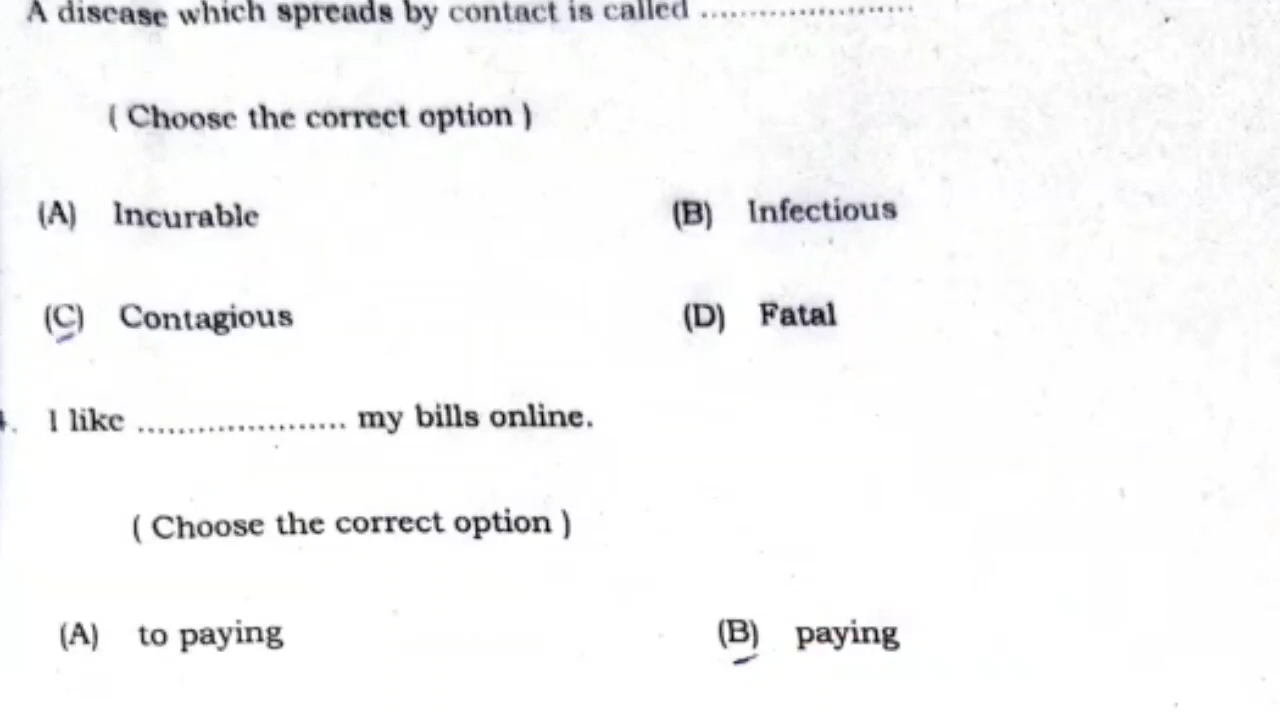 A disease which spreads by contact is called .....................
( Choose the correct option )
(A) Incurable (B) Infectious
(C) Contagious (D) Fatal
. I like ..................... my bills online.
( Choose the correct option )
(A) to paying (B) paying